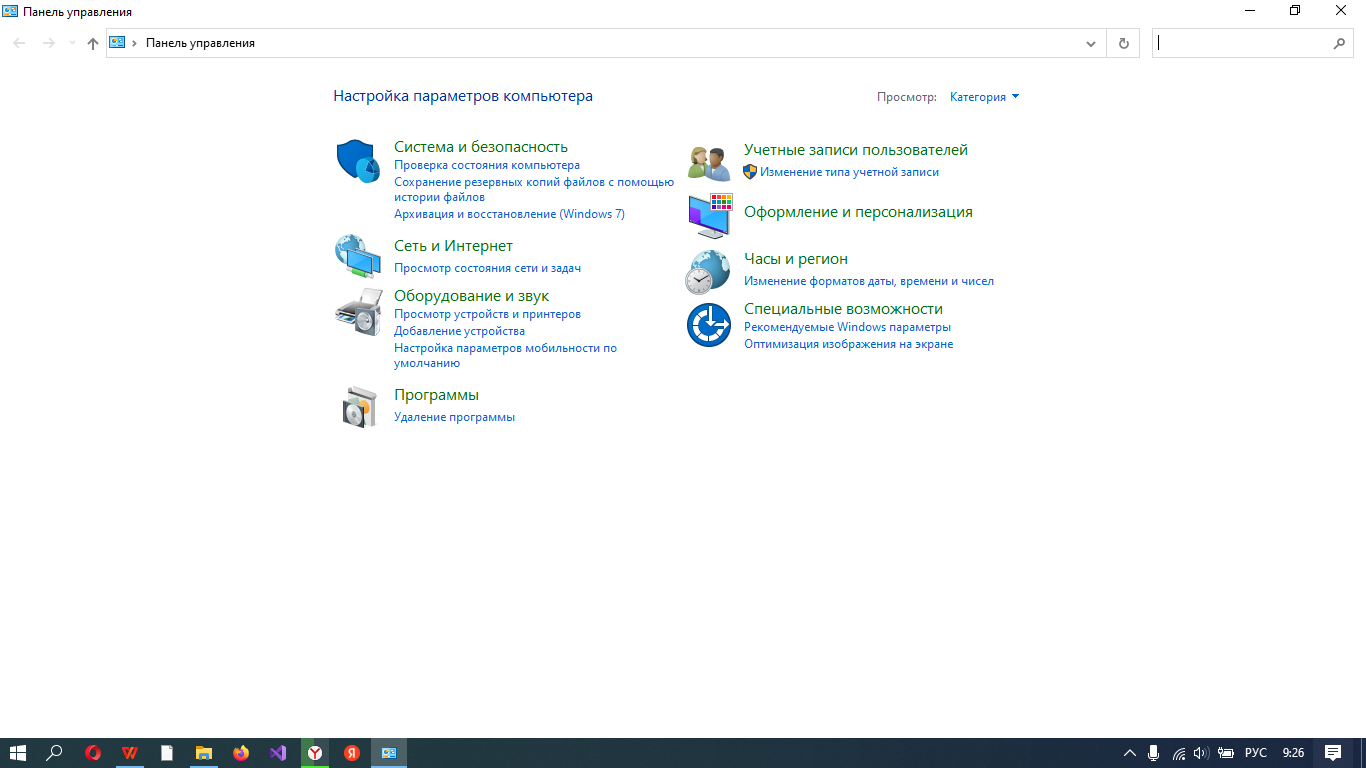 Панель управления
Панель управления
Настройка параметров компьютера
Просмотр: Категория
Система и безопасность
Проверка состояния компьютера
Сохранение резервных копий файлов с помощью
истории файлов
Архивация и восстановление (Windows 7)
Сеть и Интернет
Просмотр состояния сети и задач
Оборудование и звук
Просмотр устройств и принтеров
Добавление устройства
Настройка параметров мобильности по
умолчанию
Программы
Удаление программы
Учетные записи пользователей
Изменение типа учетной записи
Оформление и персонализация
Часы и регион
Изменение форматов даты, времени и чисел
Специальные возможности
Рекомендуемые Windows параметры
Оптимизация изображения на экране
РУС 9:26